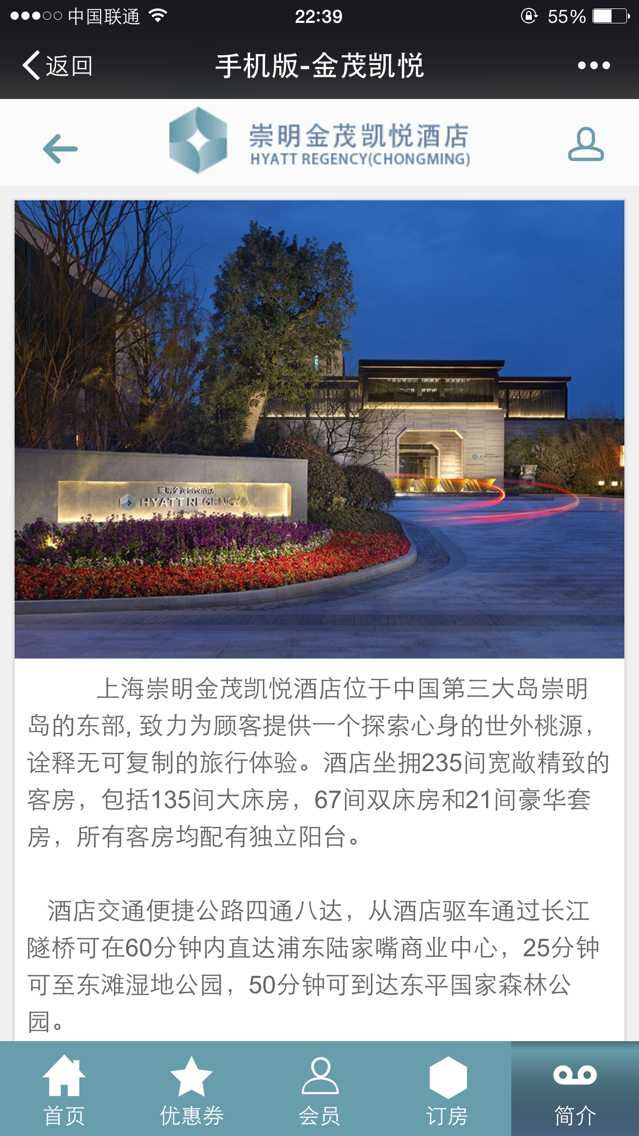 中国联通 22:39 55%
返回 手机版-金茂凯悦
崇明金茂凯悦酒店
HYATT REGENCY(CHONGMING)
HYATT REGENCY
上海崇明金茂凯悦酒店位于中国第三大岛崇明
岛的东部, 致力为顾客提供一个探索心身的世外桃源，
诠释无可复制的旅行体验。酒店坐拥235间宽敞精致的
客房，包括135间大床房，67间双床房和21间豪华套
房，所有客房均配有独立阳台。
酒店交通便捷公路四通八达，从酒店驱车通过长江
隧桥可在60分钟内直达浦东陆家嘴商业中心，25分钟
可至东滩湿地公园，50分钟可到达东平国家森林公
园。
首页 优惠券 会员 订房 简介